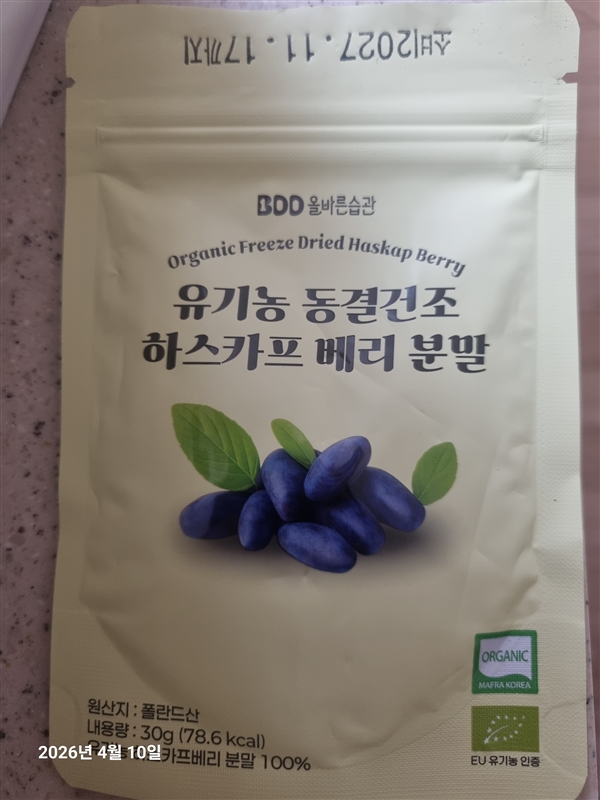 소비2027.11.17까지
BDD 올바른습관
Organic Freeze Dried Haskap Berry
유기농 동결건조
하스카프 베리 분말
ORGANIC
MAFRA KOREA
EU 유기농 인증
원산지 : 폴란드산
내용량 : 30g (78.6 kcal)
카프베리 분말 100%
2026년 4월 10일